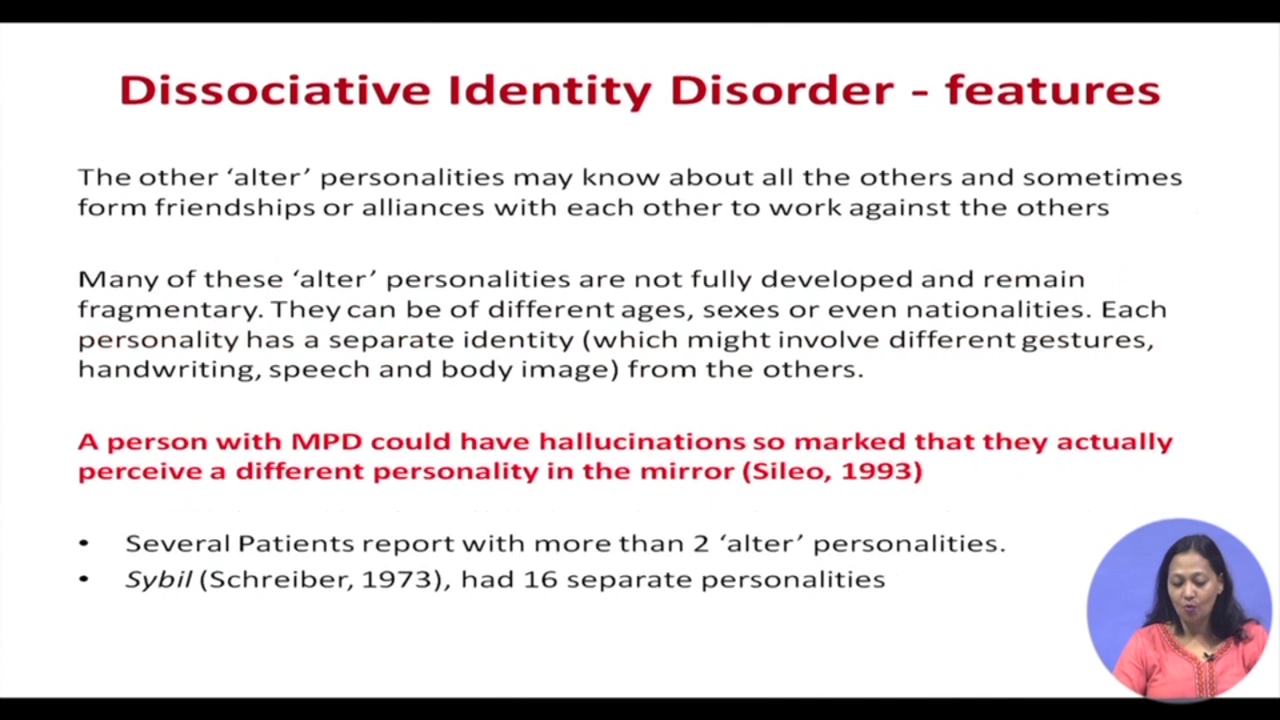 Dissociative Identity Disorder - features
The other ‘alter’ personalities may know about all the others and sometimes
form friendships or alliances with each other to work against the others
Many of these ‘alter’ personalities are not fully developed and remain
fragmentary. They can be of different ages, sexes or even nationalities. Each
personality has a separate identity (which might involve different gestures,
handwriting, speech and body image) from the others.
A person with MPD could have hallucinations so marked that they actually
perceive a different personality in the mirror (Sileo, 1993)
• Several Patients report with more than 2 ‘alter’ personalities.
• Sybil (Schreiber, 1973), had 16 separate personalities